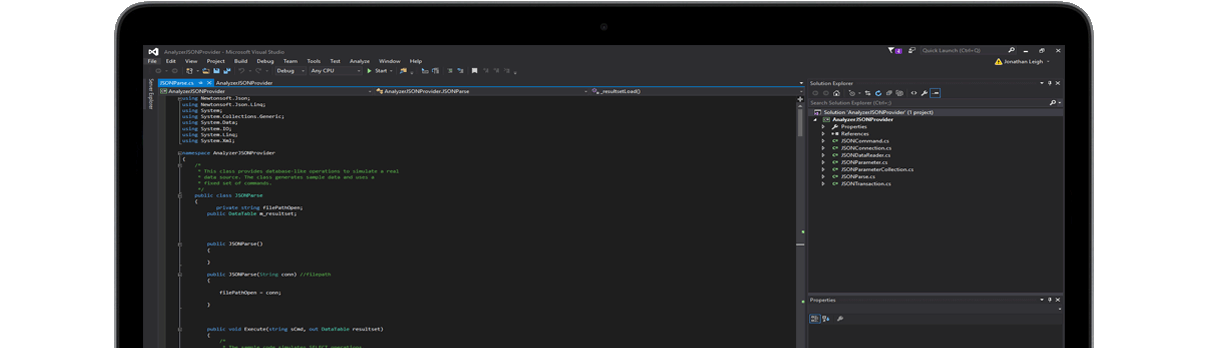 AnalyzerJSONProvider - Microsoft Visual Studio
4
Quick Launch (Ctrl+Q)
File Edit View Project Build Debug Team Tools Test Analyze Window Help
Jonathan Leigh
Debug Any CPU Start
Server Explorer
JSONParse.cs AnalyzerJSONProvider
AnalyzerJSONProvider AnalyzerJSONProvider.JSONParse _resultsetLoad()
using Newtonsoft.Json;
using Newtonsoft.Json.Linq;
using System;
using System.Collections.Generic;
using System.Data;
using System.IO;
using System.Linq;
using System.Xml;
namespace AnalyzerJSONProvider
{
/*
* This class provides database-like operations to simulate a real
* data source. The class generates sample data and uses a
* fixed set of commands.
*/
public class JSONParse
{
private string filePathOpen;
public DataTable m_resultset;
public JSONParse()
{
}
public JSONParse(String conn) //filepath
{
filePathOpen = conn;
}
public void Execute(string sCmd, out DataTable resultset)
{
/*
* The sample code simulates SELECT operations
Solution Explorer
Search Solution Explorer (Ctrl+;)
Solution 'AnalyzerJSONProvider' (1 project)
AnalyzerJSONProvider
Properties
References
JSONCommand.cs
JSONConnection.cs
JSONDataReader.cs
JSONParameter.cs
JSONParameterCollection.cs
JSONParse.cs
JSONTransaction.cs
Properties